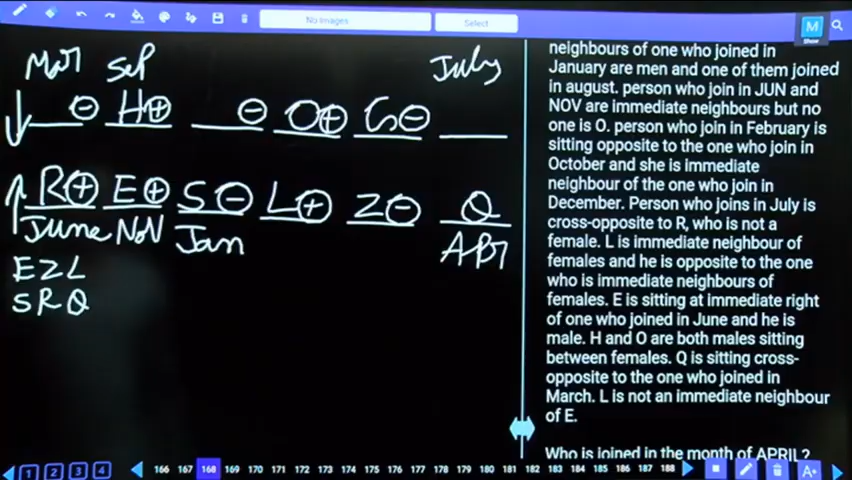 No Images
Select
M
Show
Mar Sep July
↓ ⊖ H⊕ ⊖ O⊕ G⊖
↑ R⊕ E⊕ S⊖ L⊕ Z⊖ Q
June Nov Jan APr
E Z L
S R Q
neighbours of one who joined in
January are men and one of them joined
in august. person who join in JUN and
NOV are immediate neighbours but no
one is O. person who join in February is
sitting opposite to the one who join in
October and she is immediate
neighbour of the one who join in
December. Person who joins in July is
cross-opposite to R, who is not a
female. L is immediate neighbour of
females and he is opposite to the one
who is immediate neighbours of
females. E is sitting at immediate right
of one who joined in June and he is
male. H and O are both males sitting
between females. Q is sitting cross-
opposite to the one who joined in
March. L is not an immediate neighbour
of E.
Who is joined in the month of APRIL?
1 2 3 4 166 167 168 169 170 171 172 173 174 175 176 177 178 179 180 181 182 183 184 185 186 187 188 A+